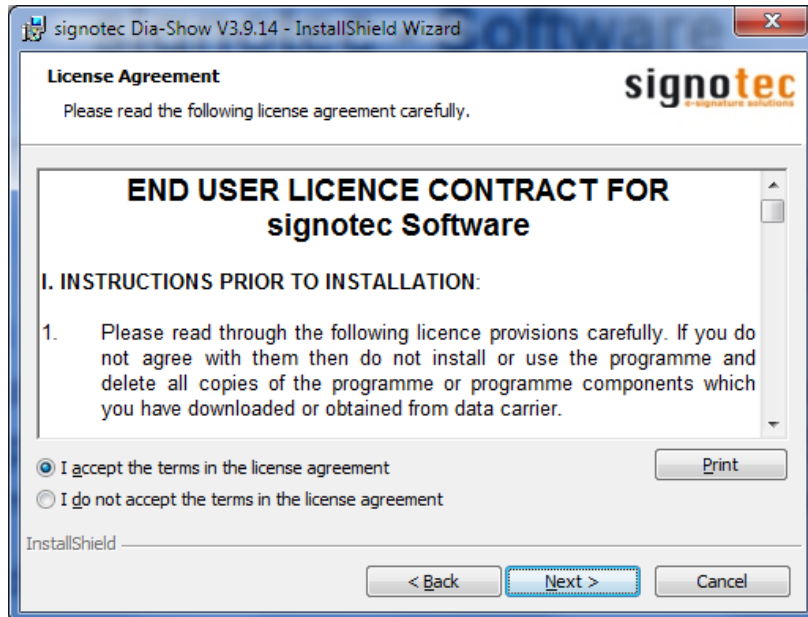 signotec Dia-Show V3.9.14 - InstallShield Wizard
License Agreement
Please read the following license agreement carefully.
signotec
e-signature solutions
END USER LICENCE CONTRACT FOR
signotec Software
I. INSTRUCTIONS PRIOR TO INSTALLATION:
1. Please read through the following licence provisions carefully. If you do
not agree with them then do not install or use the programme and
delete all copies of the programme or programme components which
you have downloaded or obtained from data carrier.
I accept the terms in the license agreement
Print
I do not accept the terms in the license agreement
InstallShield
< Back
Next >
Cancel